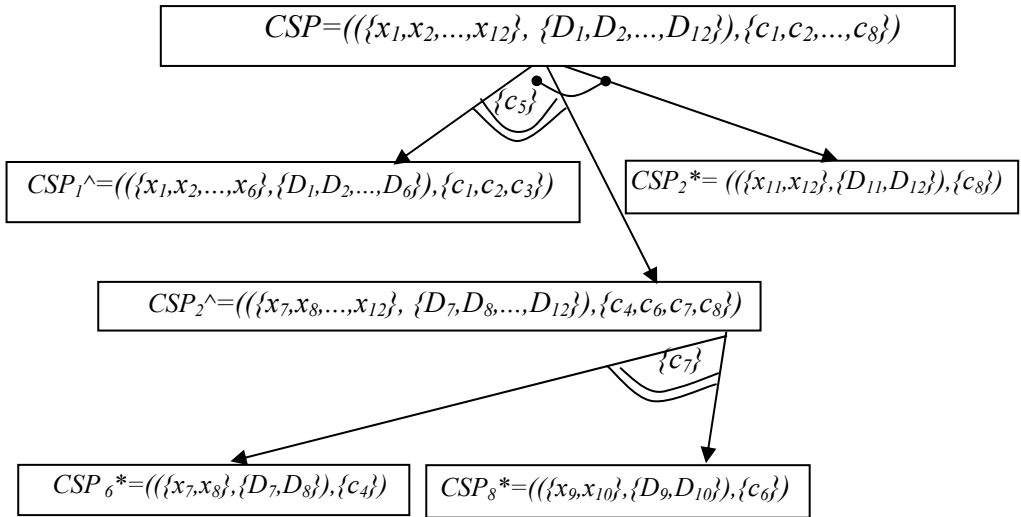 CSP=(({x₁,x₂,...,x₁₂}, {D₁,D₂,...,D₁₂}),{c₁,c₂,...,c₈})
{c₅}
CSP₁^=(({x₁,x₂,...,x₆},{D₁,D₂,...,D₆}),{c₁,c₂,c₃})
CSP₂*= (({x₁₁,x₁₂},{D₁₁,D₁₂}),{c₈})
CSP₂^=(({x₇,x₈,...,x₁₂}, {D₇,D₈,...,D₁₂}),{c₄,c₆,c₇,c₈})
{c₇}
CSP₆*=(({x₇,x₈},{D₇,D₈}),{c₄})
CSP₈*=(({x₉,x₁₀},{D₉,D₁₀}),{c₆})